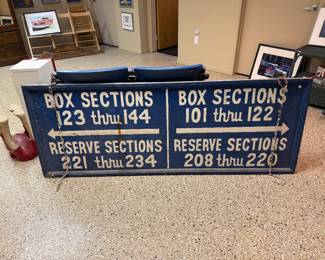 BOX SECTIONS
123 thru 144
RESERVE SECTIONS
221 thru 234
BOX SECTIONS
101 thru 122
RESERVE SECTIONS
208 thru 220